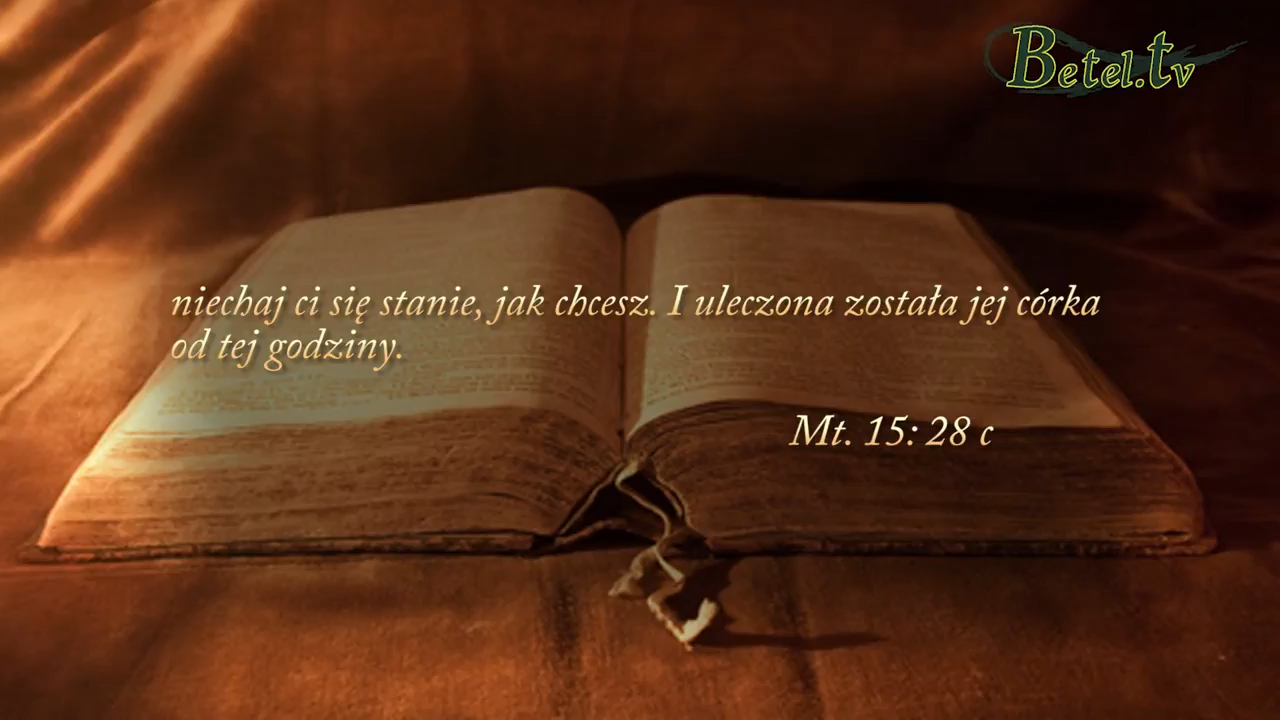 Betel.tv
niechaj ci się stanie, jak chcesz. I uleczona została jej córka
od tej godziny.
Mt. 15: 28 c